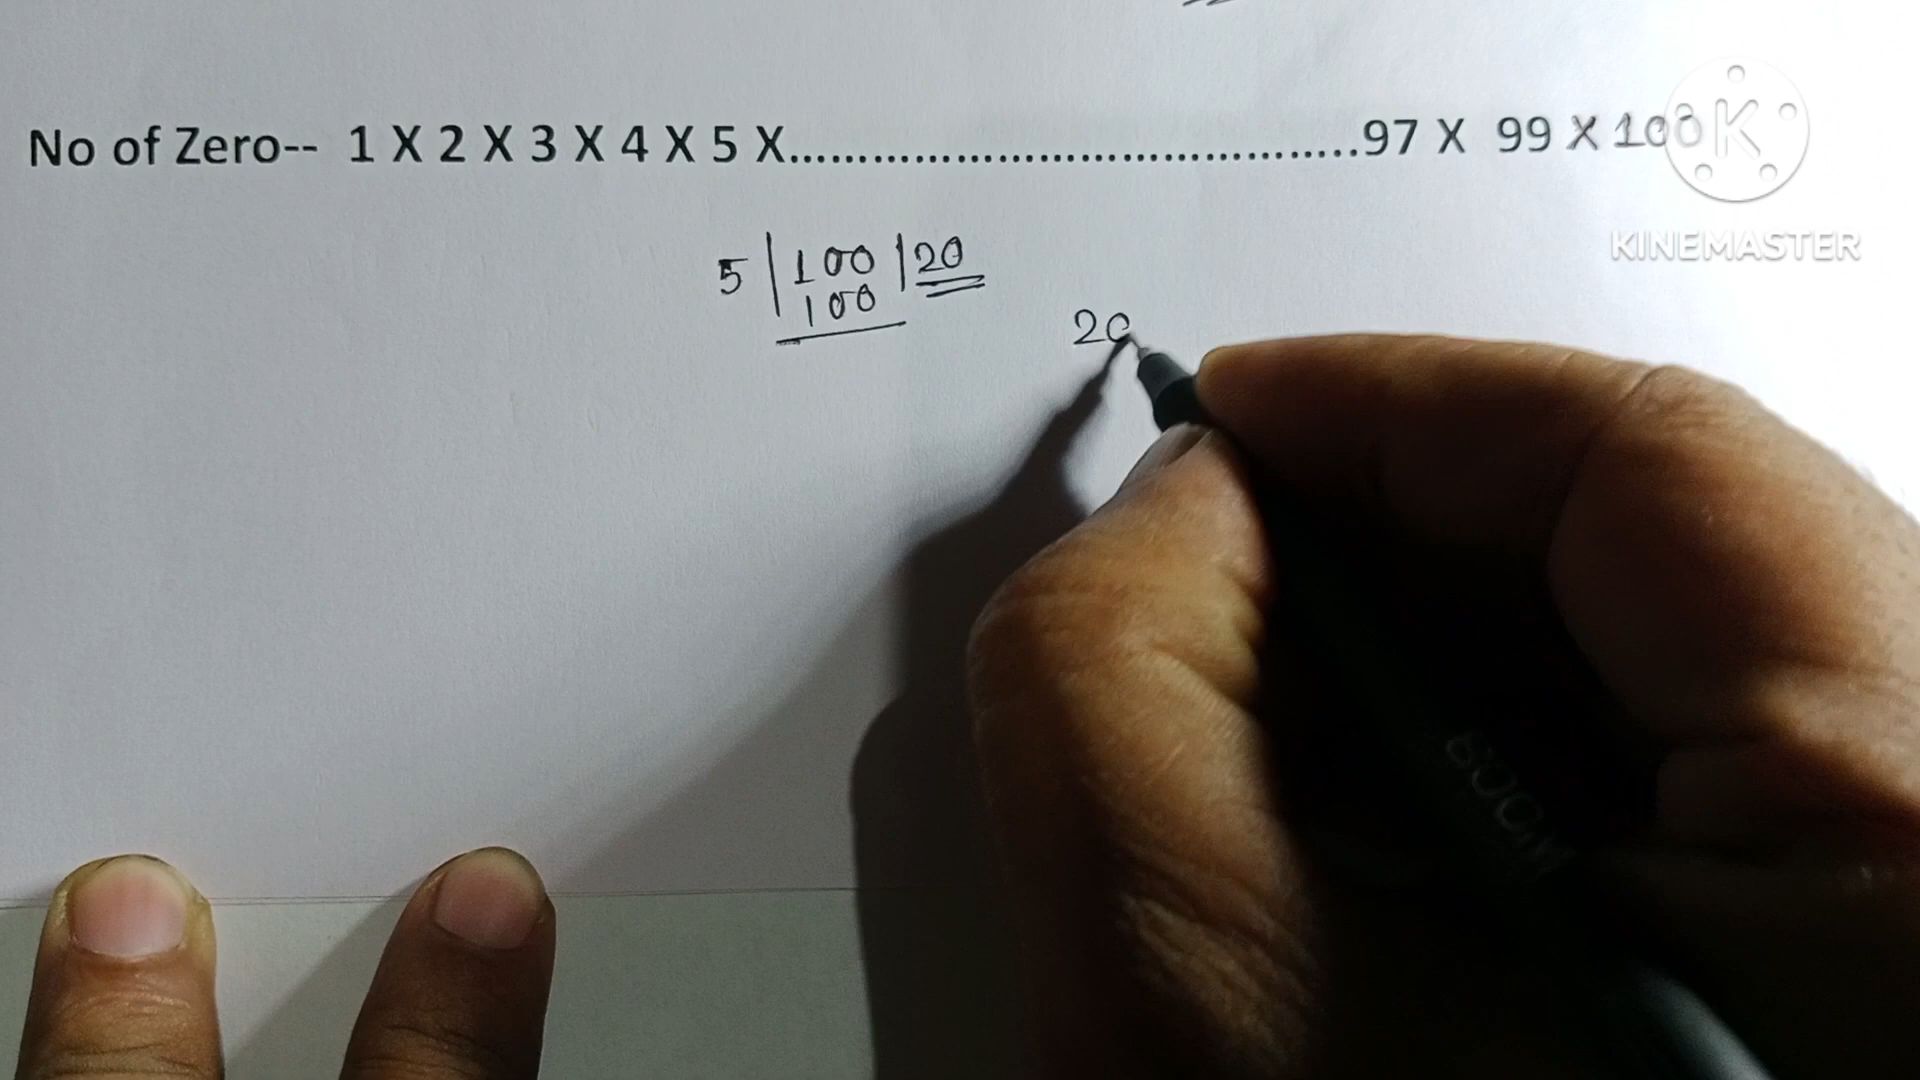 No of Zero-- 1 X 2 X 3 X 4 X 5 X..........................................97 X 99 X 100
KINEMASTER
5 | 100 | 20
100
20